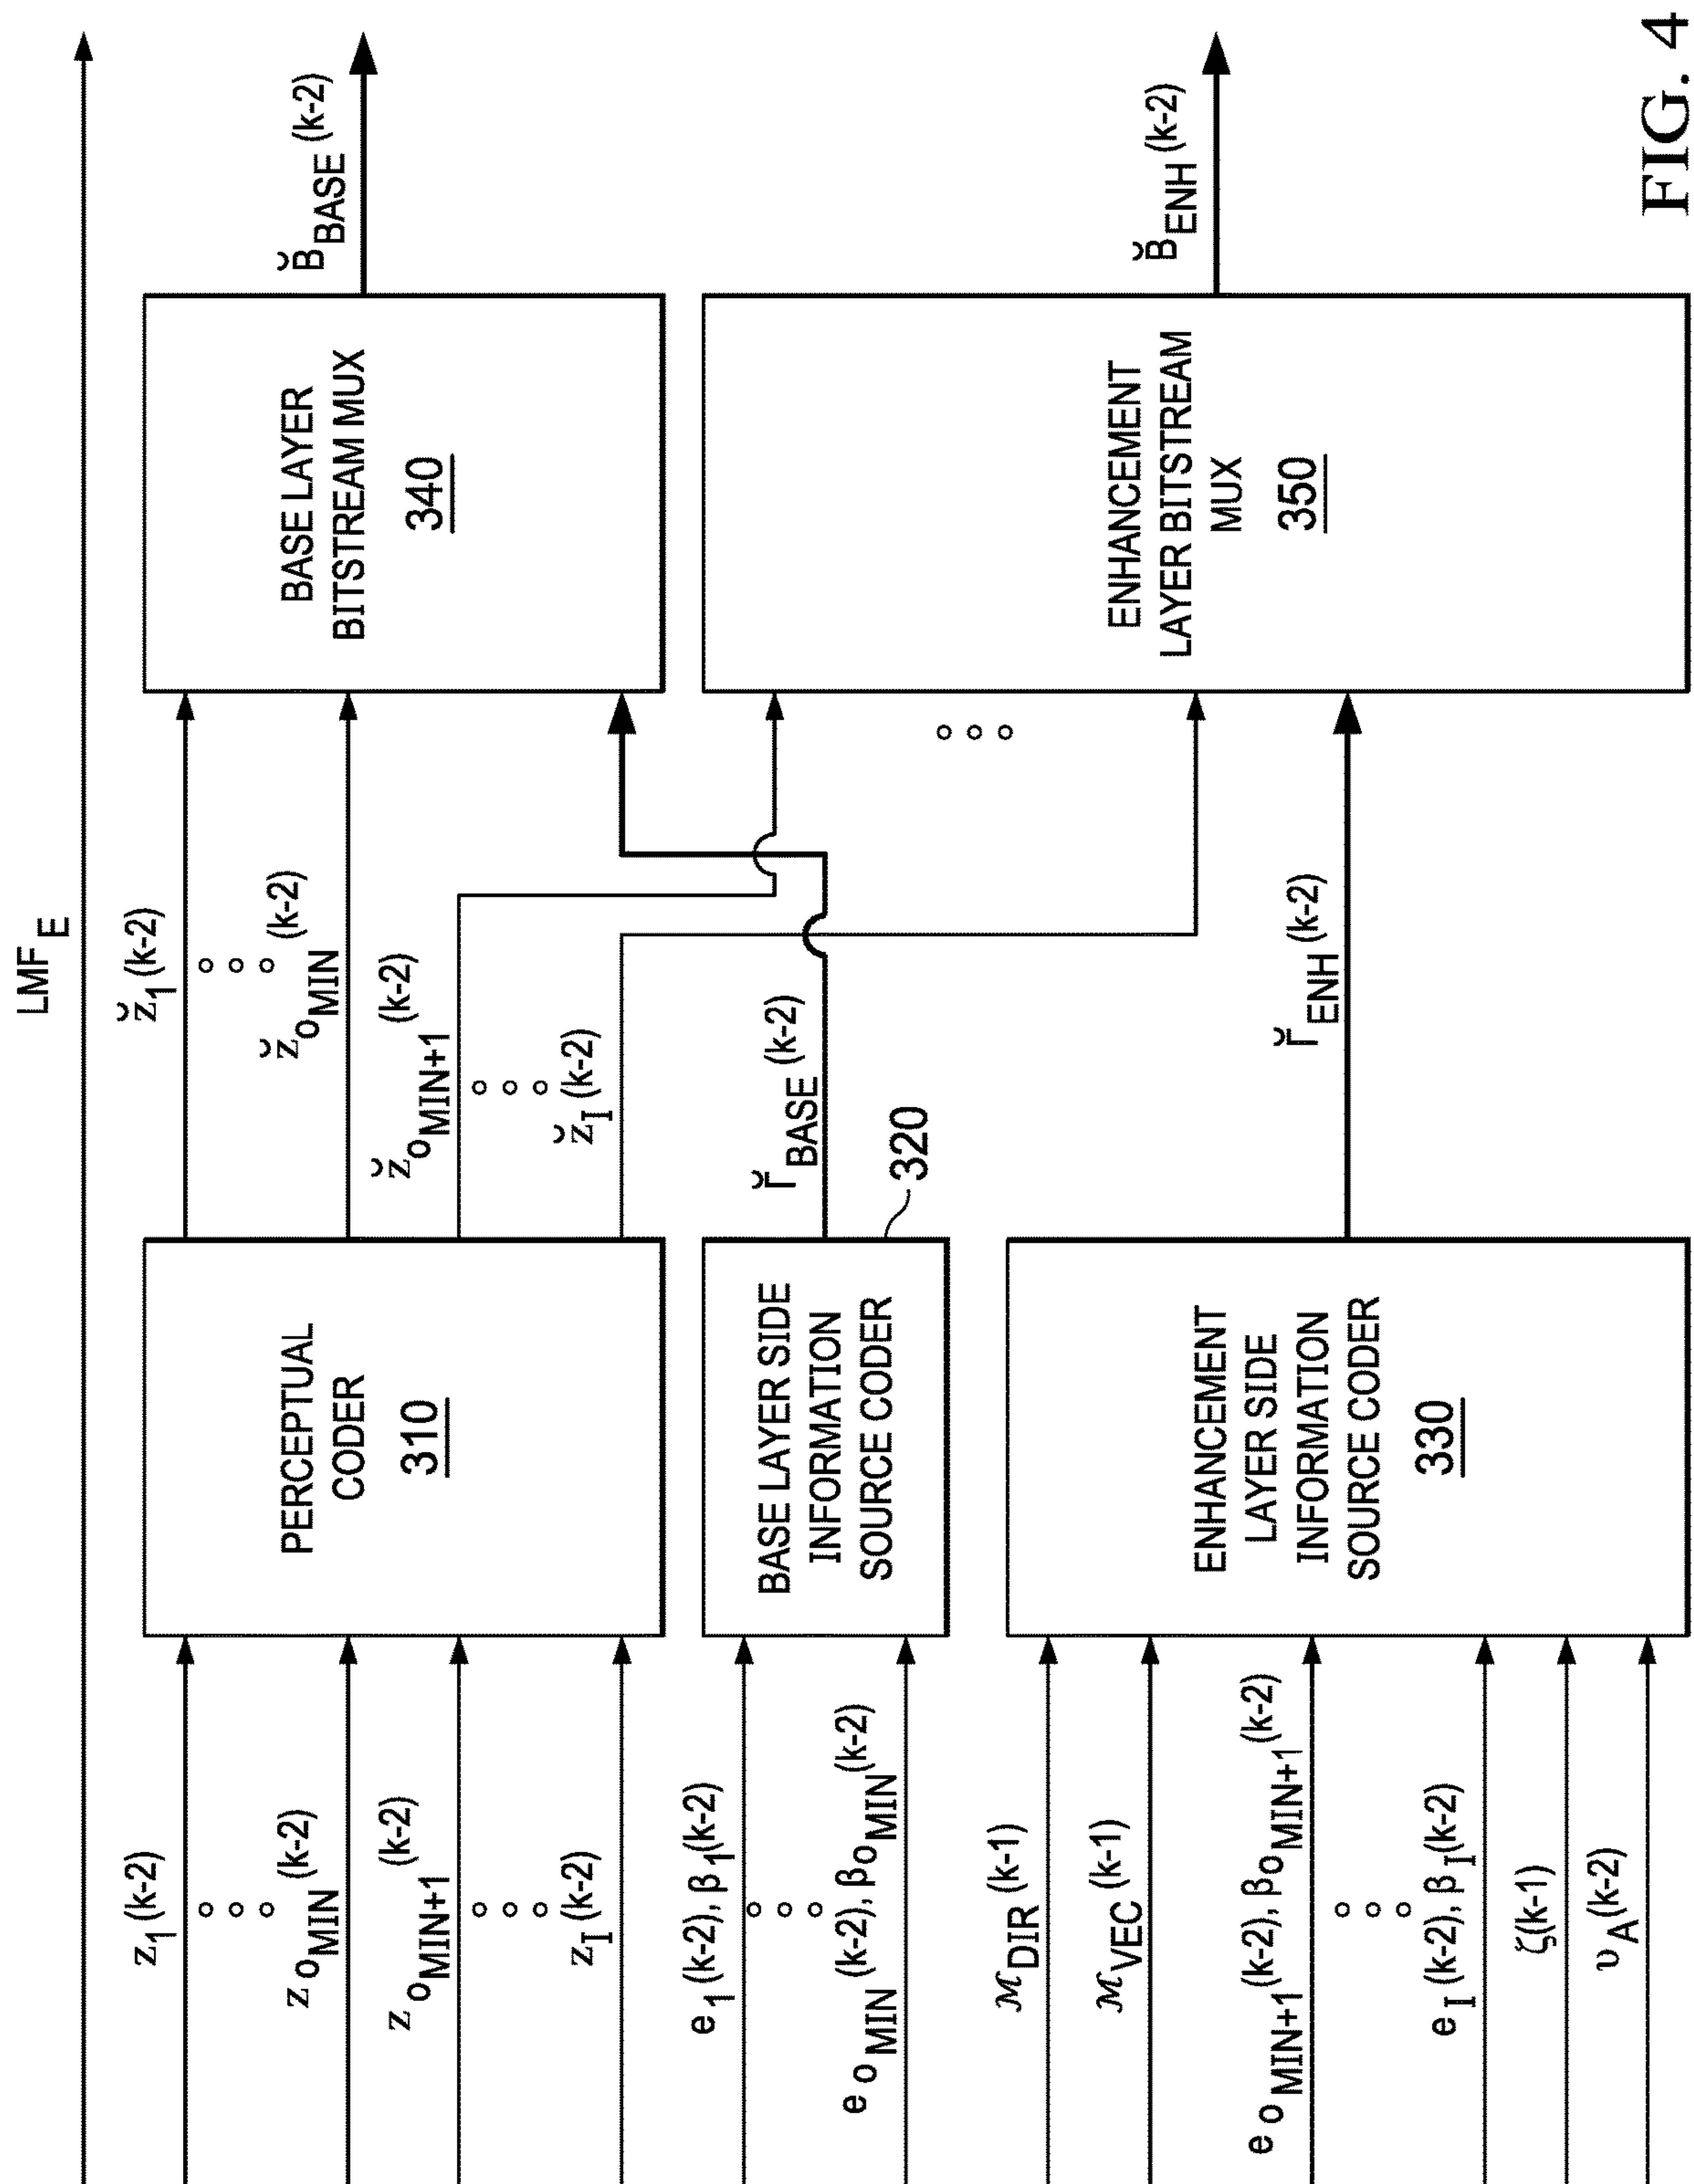 LMF_E
z_1(k-2)
z_{o_MIN}(k-2)
z_{o_MIN+1}(k-2)
z_I(k-2)
PERCEPTUAL
CODER
310
z̆_1(k-2)
z̆_{o_MIN}(k-2)
z̆_{o_MIN+1}(k-2)
z̆_I(k-2)
BASE LAYER
BITSTREAM MUX
340
B̆_BASE(k-2)
e_1(k-2), β_1(k-2)
e_{o_MIN}(k-2), β_{o_MIN}(k-2)
BASE LAYER SIDE
INFORMATION
SOURCE CODER
320
Γ̆_BASE(k-2)
ℳ_DIR(k-1)
ℳ_VEC(k-1)
e_{o_MIN+1}(k-2), β_{o_MIN+1}(k-2)
e_I(k-2), β_I(k-2)
ζ(k-1)
υ_A(k-2)
ENHANCEMENT
LAYER SIDE
INFORMATION
SOURCE CODER
330
Γ̆_ENH(k-2)
ENHANCEMENT
LAYER BITSTREAM
MUX
350
B̆_ENH(k-2)
FIG. 4